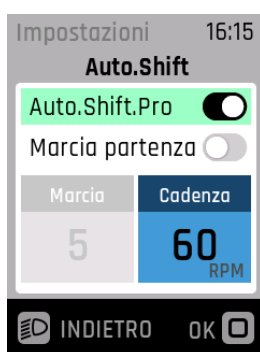 Impostazioni 16:15
Auto.Shift
Auto.Shift.Pro
Marcia partenza
Marcia Cadenza
5 60
RPM
INDIETRO OK